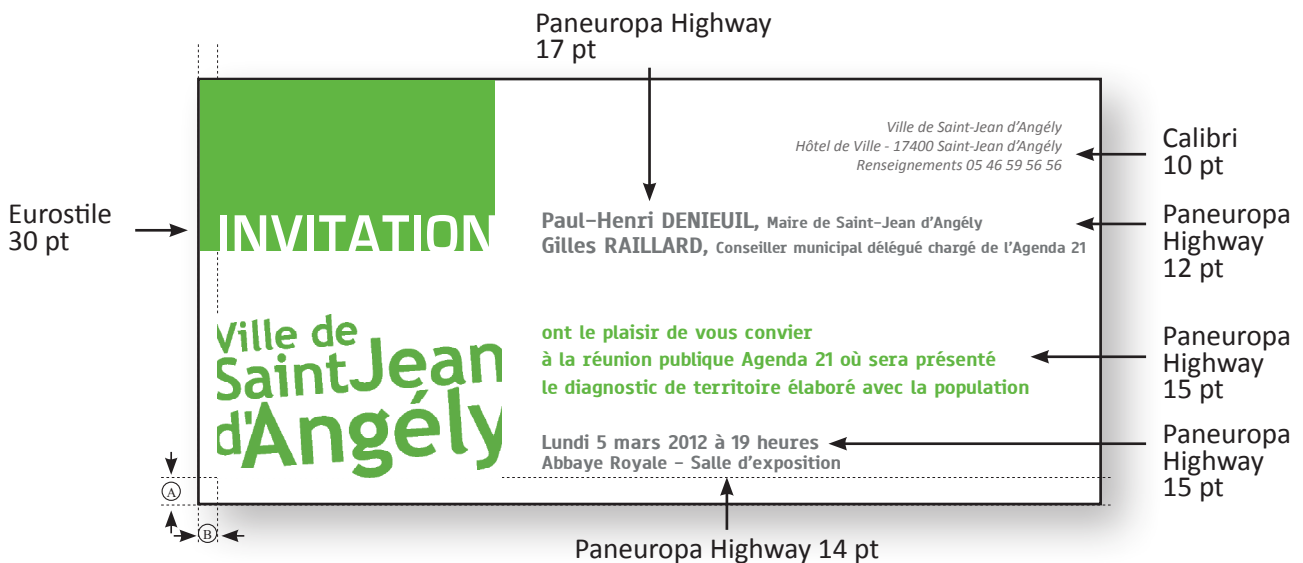 Paneuropa Highway
17 pt
Ville de Saint-Jean d'Angély
Hôtel de Ville - 17400 Saint-Jean d'Angély
Renseignements 05 46 59 56 56
Calibri
10 pt
Eurostile
30 pt
INVITATION
Paul-Henri DENIEUIL, Maire de Saint-Jean d'Angély
Gilles RAILLARD, Conseiller municipal délégué chargé de l'Agenda 21
Paneuropa
Highway
12 pt
Ville de
Saint Jean
d'Angély
ont le plaisir de vous convier
à la réunion publique Agenda 21 où sera présenté
le diagnostic de territoire élaboré avec la population
Paneuropa
Highway
15 pt
Lundi 5 mars 2012 à 19 heures
Abbaye Royale - Salle d'exposition
Paneuropa
Highway
15 pt
A
B
Paneuropa Highway 14 pt